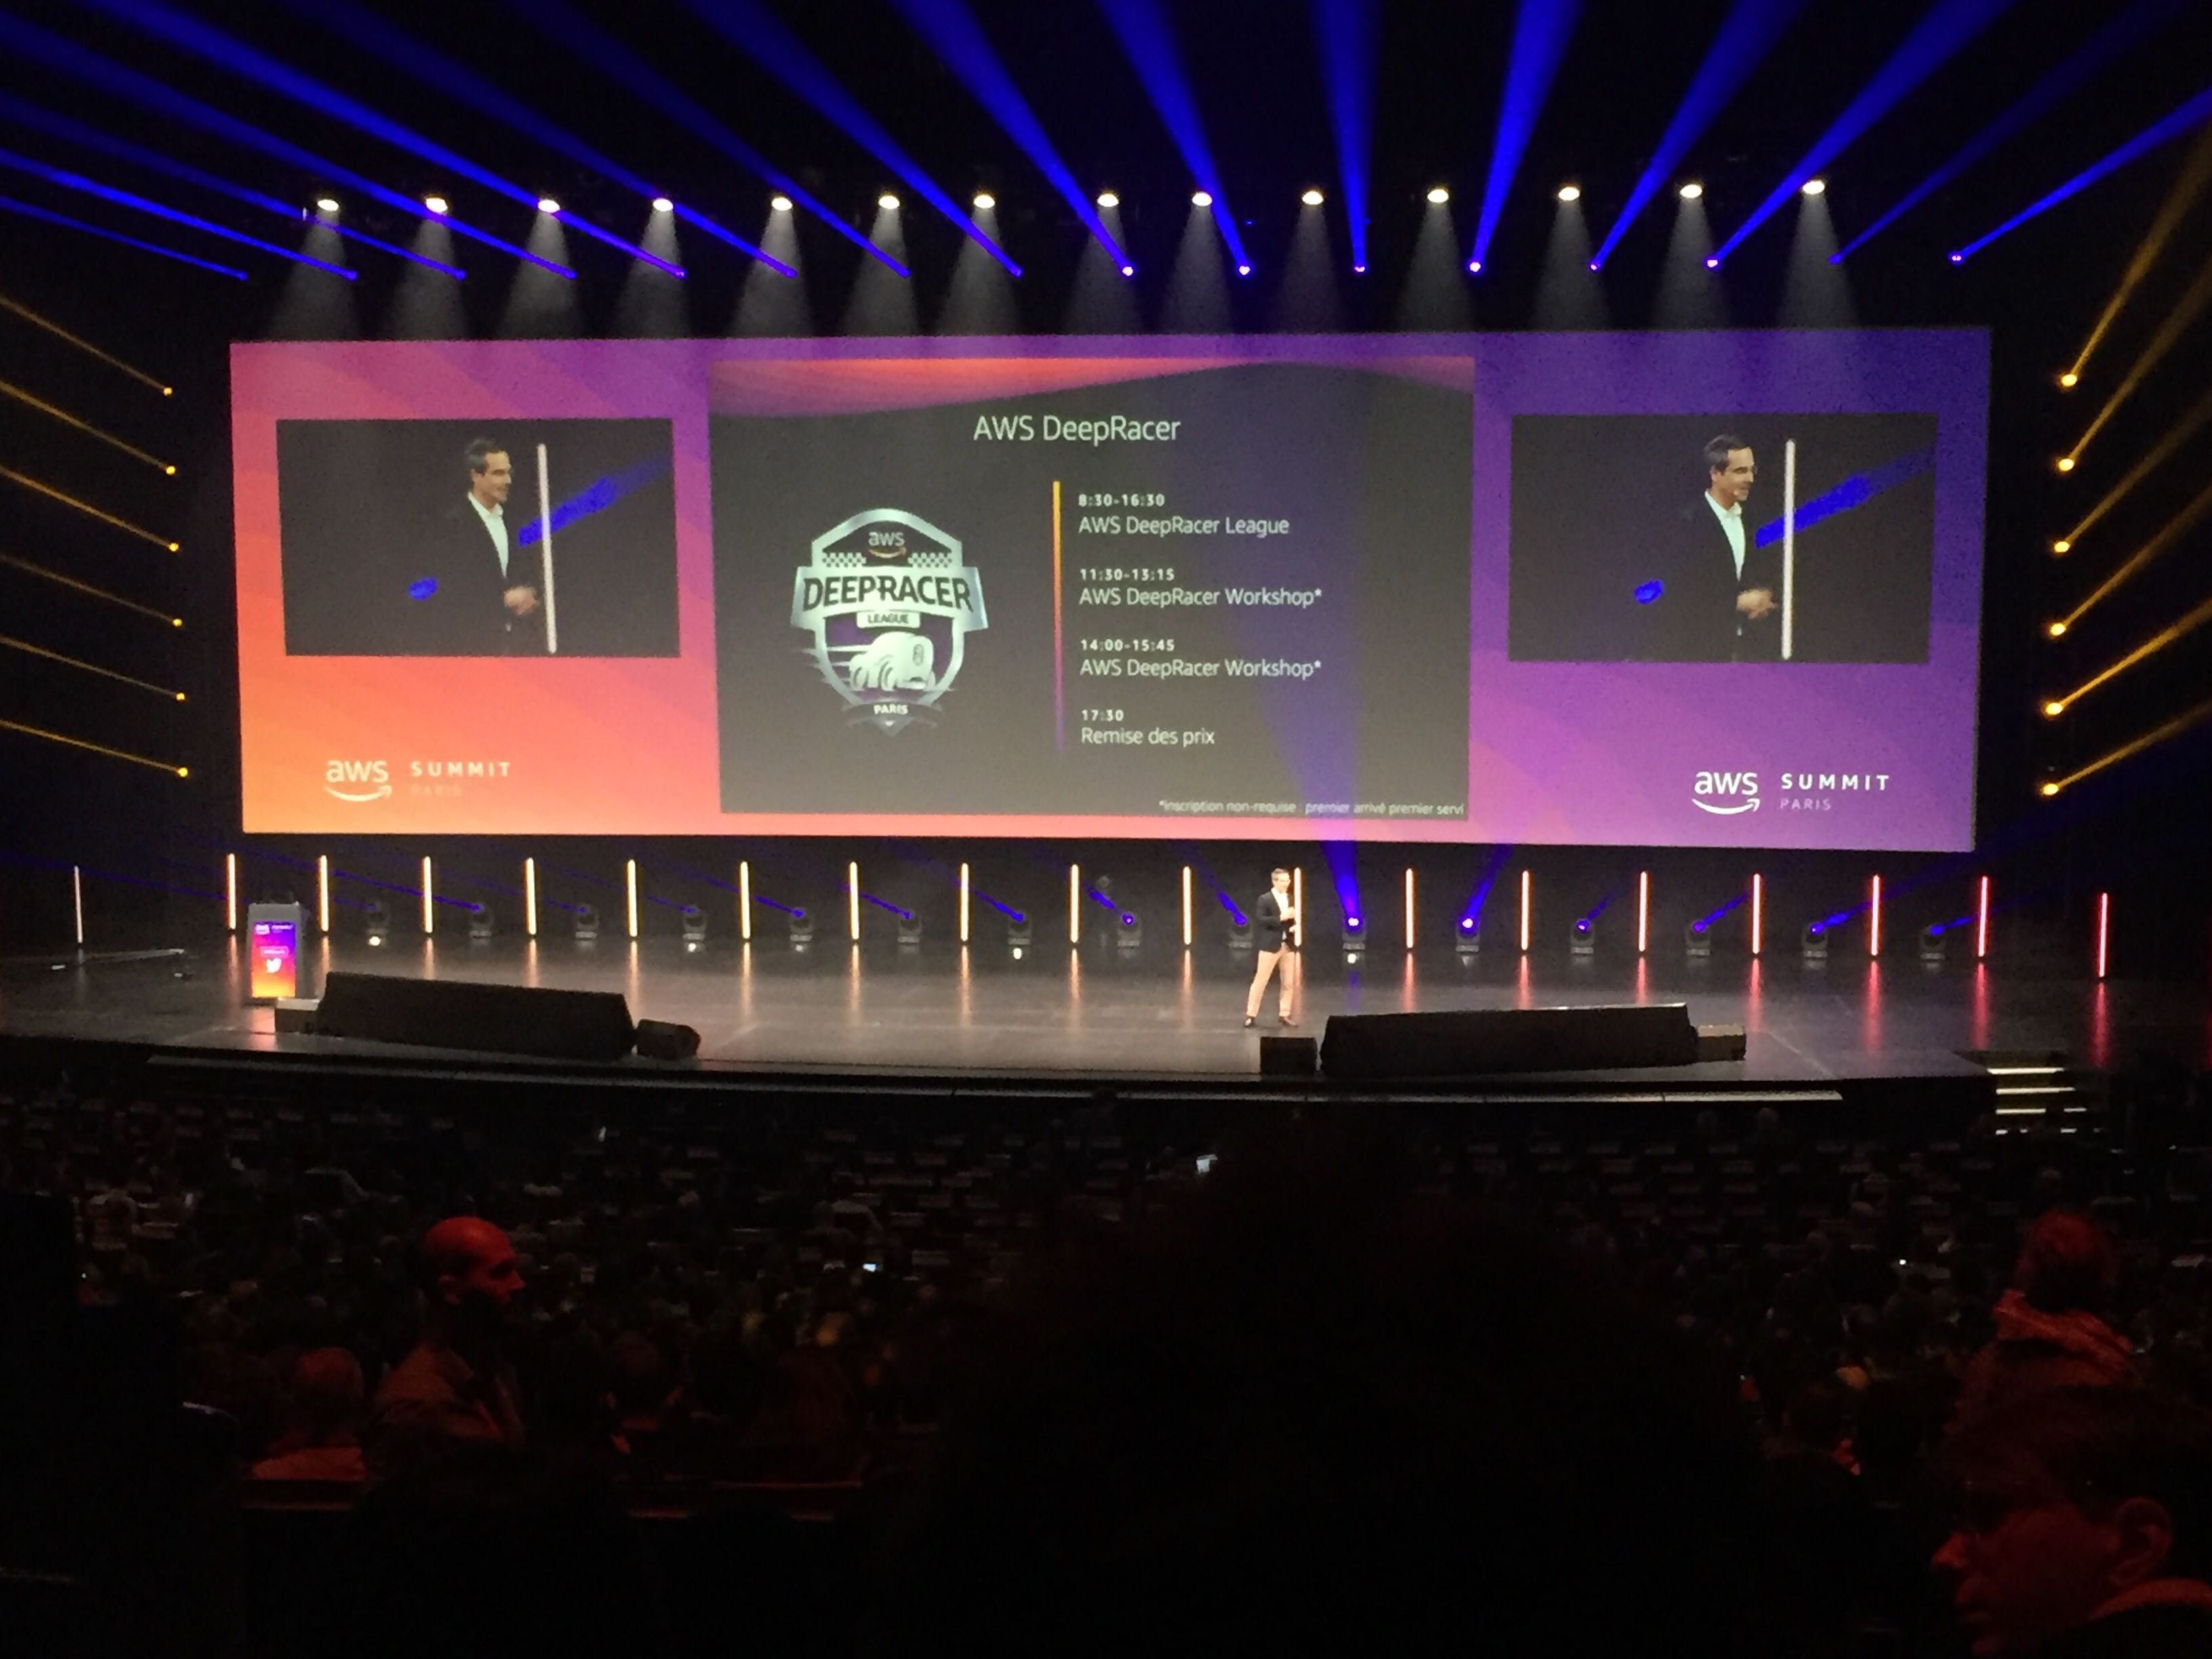 AWS DeepRacer
aws
DEEPRACER
LEAGUE
PARIS
8:30-16:30
AWS DeepRacer League
11:30-13:15
AWS DeepRacer Workshop*
14:00-15:45
AWS DeepRacer Workshop*
17:30
Remise des prix
*Inscription non-requise : premier arrivé premier servi
aws SUMMIT
PARIS
aws SUMMIT
PARIS
aws